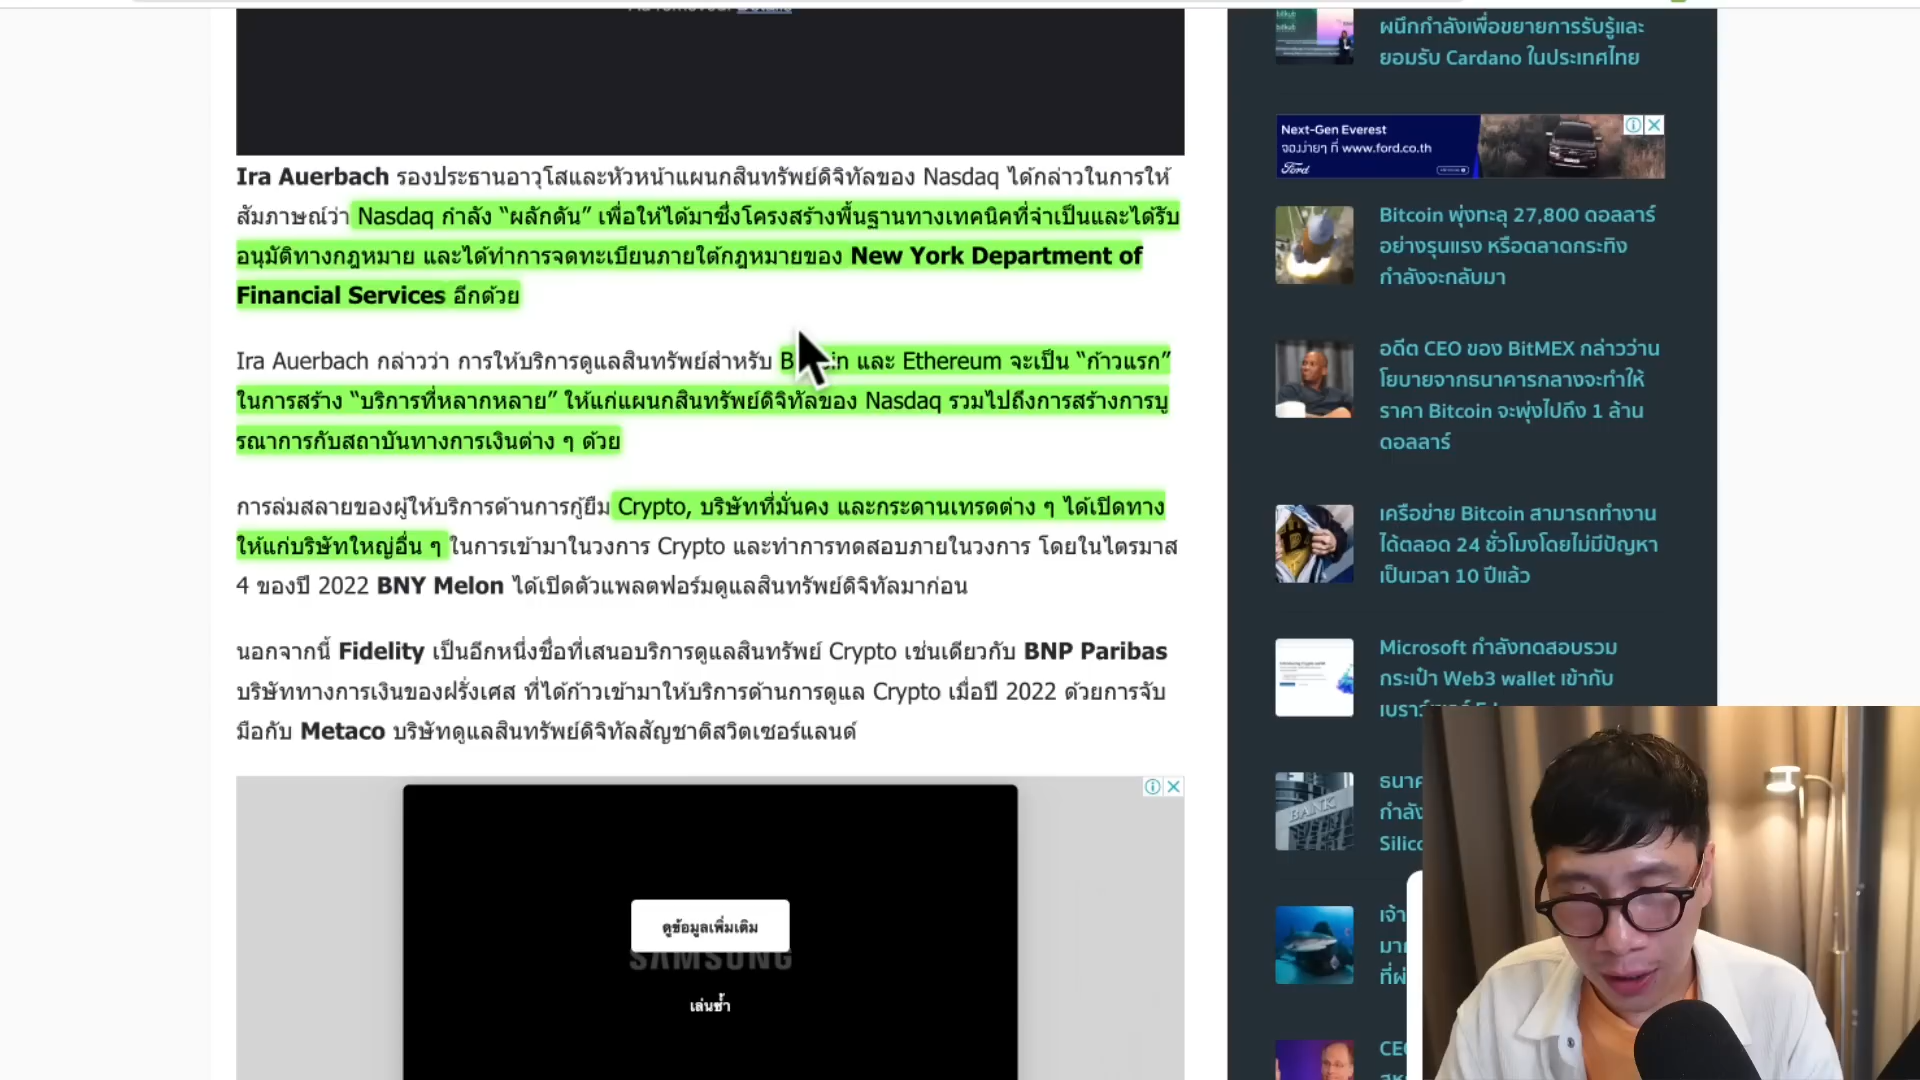 Ira Auerbach รองประธานอาวุโสและหัวหน้าแผนกสินทรัพย์ดิจิทัลของ Nasdaq ได้กล่าวในการให้
สัมภาษณ์ว่า Nasdaq กำลัง “ผลักดัน” เพื่อให้ได้มาซึ่งโครงสร้างพื้นฐานทางเทคนิคที่จำเป็นและได้รับ
อนุมัติทางกฎหมาย และได้ทำการจดทะเบียนภายใต้กฎหมายของ New York Department of
Financial Services อีกด้วย
Ira Auerbach กล่าวว่า การให้บริการดูแลสินทรัพย์สำหรับ และ Ethereum จะเป็น “ก้าวแรก”
ในการสร้าง “บริการที่หลากหลาย” ให้แก่แผนกสินทรัพย์ดิจิทัลของ Nasdaq รวมไปถึงการสร้างการบู
รณาการกับสถาบันทางการเงินต่าง ๆ ด้วย
การล่มสลายของผู้ให้บริการด้านการกู้ยืม Crypto, บริษัทที่มั่นคง และกระดานเทรดต่าง ๆ ได้เปิดทาง
ให้แก่บริษัทใหญ่อื่น ๆ ในการเข้ามาในวงการ Crypto และทำการทดสอบภายในวงการ โดยในไตรมาส
4 ของปี 2022 BNY Melon ได้เปิดตัวแพลตฟอร์มดูแลสินทรัพย์ดิจิทัลมาก่อน
นอกจากนี้ Fidelity เป็นอีกหนึ่งชื่อที่เสนอบริการดูแลสินทรัพย์ Crypto เช่นเดียวกับ BNP Paribas
บริษัททางการเงินของฝรั่งเศส ที่ได้ก้าวเข้ามาให้บริการด้านการดูแล Crypto เมื่อปี 2022 ด้วยการจับ
มือกับ Metaco บริษัทดูแลสินทรัพย์ดิจิทัลสัญชาติสวิตเซอร์แลนด์
ดูข้อมูลเพิ่มเติม
SAMSUNG
เล่นซ้ำ
ผนึกกำลังเพื่อขยายการรับรู้และ
ยอมรับ Cardano ในประเทศไทย
Next-Gen Everest
จองง่ายๆ ที่ www.ford.co.th
Ford
Bitcoin พุ่งทะลุ 27,800 ดอลลาร์
อย่างรุนแรง หรือตลาดกระทิง
กำลังจะกลับมา
อดีต CEO ของ BitMEX กล่าวว่าน
โยบายจากธนาคารกลางจะทำให้
ราคา Bitcoin จะพุ่งไปถึง 1 ล้าน
ดอลลาร์
เครือข่าย Bitcoin สามารถทำงาน
ได้ตลอด 24 ชั่วโมงโดยไม่มีปัญหา
เป็นเวลา 10 ปีแล้ว
Microsoft กำลังทดสอบรวม
กระเป๋า Web3 wallet เข้ากับ
BANK